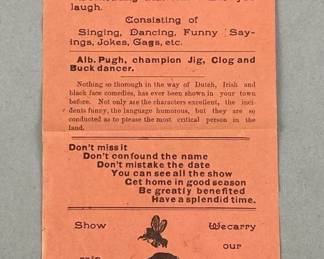 laugh.
Consisting of
Singing, Dancing, Funny Say-
ings, Jokes, Gags, etc.
Alb. Pugh, champion Jig, Clog and
Buck dancer.
Nothing so thorough in the way of Dutch, Irish and
black face comedies, has ever been shown in your town
before. Not only are the characters excellent, the inci-
dents funny, the language humorous, but they are so
conducted as to please the most critical person in the
land.
Don't miss it
Don't confound the name
Don't mistake the date
You can see all the show
Get home in good season
Be greatly benefited
Have a splendid time.
Show
Wecarry
our